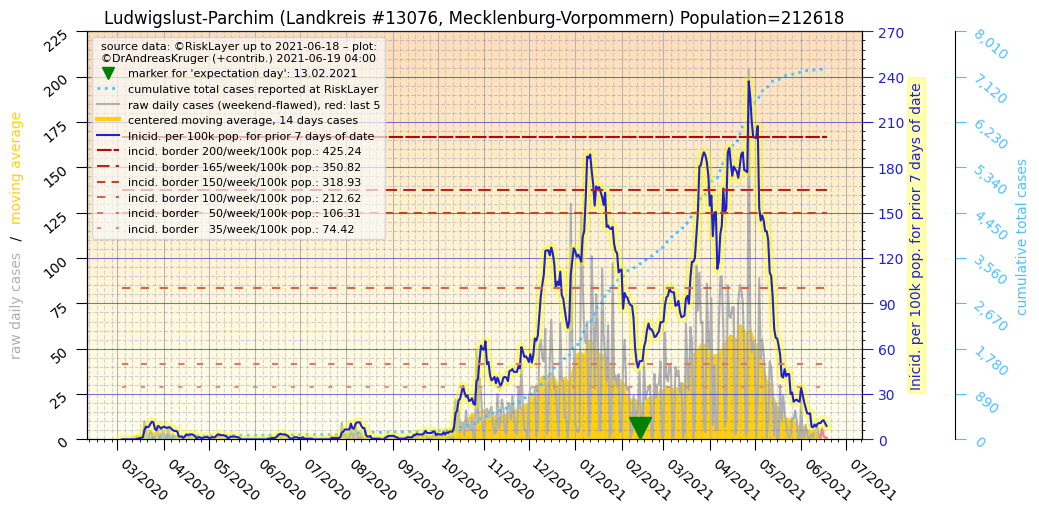 Ludwigslust-Parchim (Landkreis #13076, Mecklenburg-Vorpommern) Population=212618
source data: ©RiskLayer up to 2021-06-18 – plot:
©DrAndreasKruger (+contrib.) 2021-06-19 04:00
marker for 'expectation day': 13.02.2021
cumulative total cases reported at RiskLayer
raw daily cases (weekend-flawed), red: last 5
centered moving average, 14 days cases
Inicid. per 100k pop. for prior 7 days of date
incid. border 200/week/100k pop.: 425.24
incid. border 165/week/100k pop.: 350.82
incid. border 150/week/100k pop.: 318.93
incid. border 100/week/100k pop.: 212.62
incid. border   50/week/100k pop.: 106.31
incid. border   35/week/100k pop.: 74.42
raw daily cases   /   moving average
225
200
175
150
125
100
75
50
25
0
03/2020
04/2020
05/2020
06/2020
07/2020
08/2020
09/2020
10/2020
11/2020
12/2020
01/2021
02/2021
03/2021
04/2021
05/2021
06/2021
07/2021
270
240
210
180
150
120
90
60
30
0
Inicid. per 100k pop. for prior 7 days of date
8,010
7,120
6,230
5,340
4,450
3,560
2,670
1,780
890
0
cumulative total cases